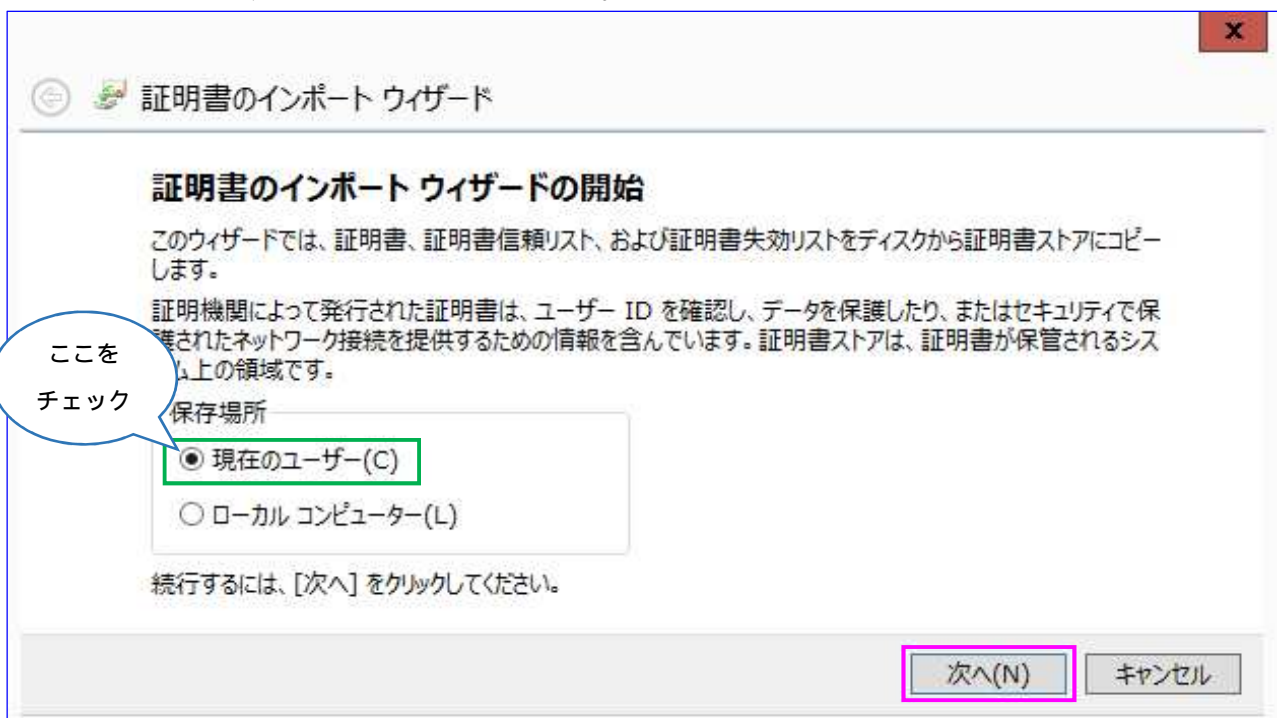 x
証明書のインポート ウィザード
証明書のインポート ウィザードの開始
このウィザードでは、証明書、証明書信頼リスト、および証明書失効リストをディスクから証明書ストアにコピー
します。
証明機関によって発行された証明書は、ユーザー ID を確認し、データを保護したり、またはセキュリティで保
されたネットワーク接続を提供するための情報を含んでいます。証明書ストアは、証明書が保管されるシス
上の領域です。
ここを
チェック
保存場所
現在のユーザー(C)
ローカル コンピューター(L)
続行するには、[次へ] をクリックしてください。
次へ(N)
キャンセル